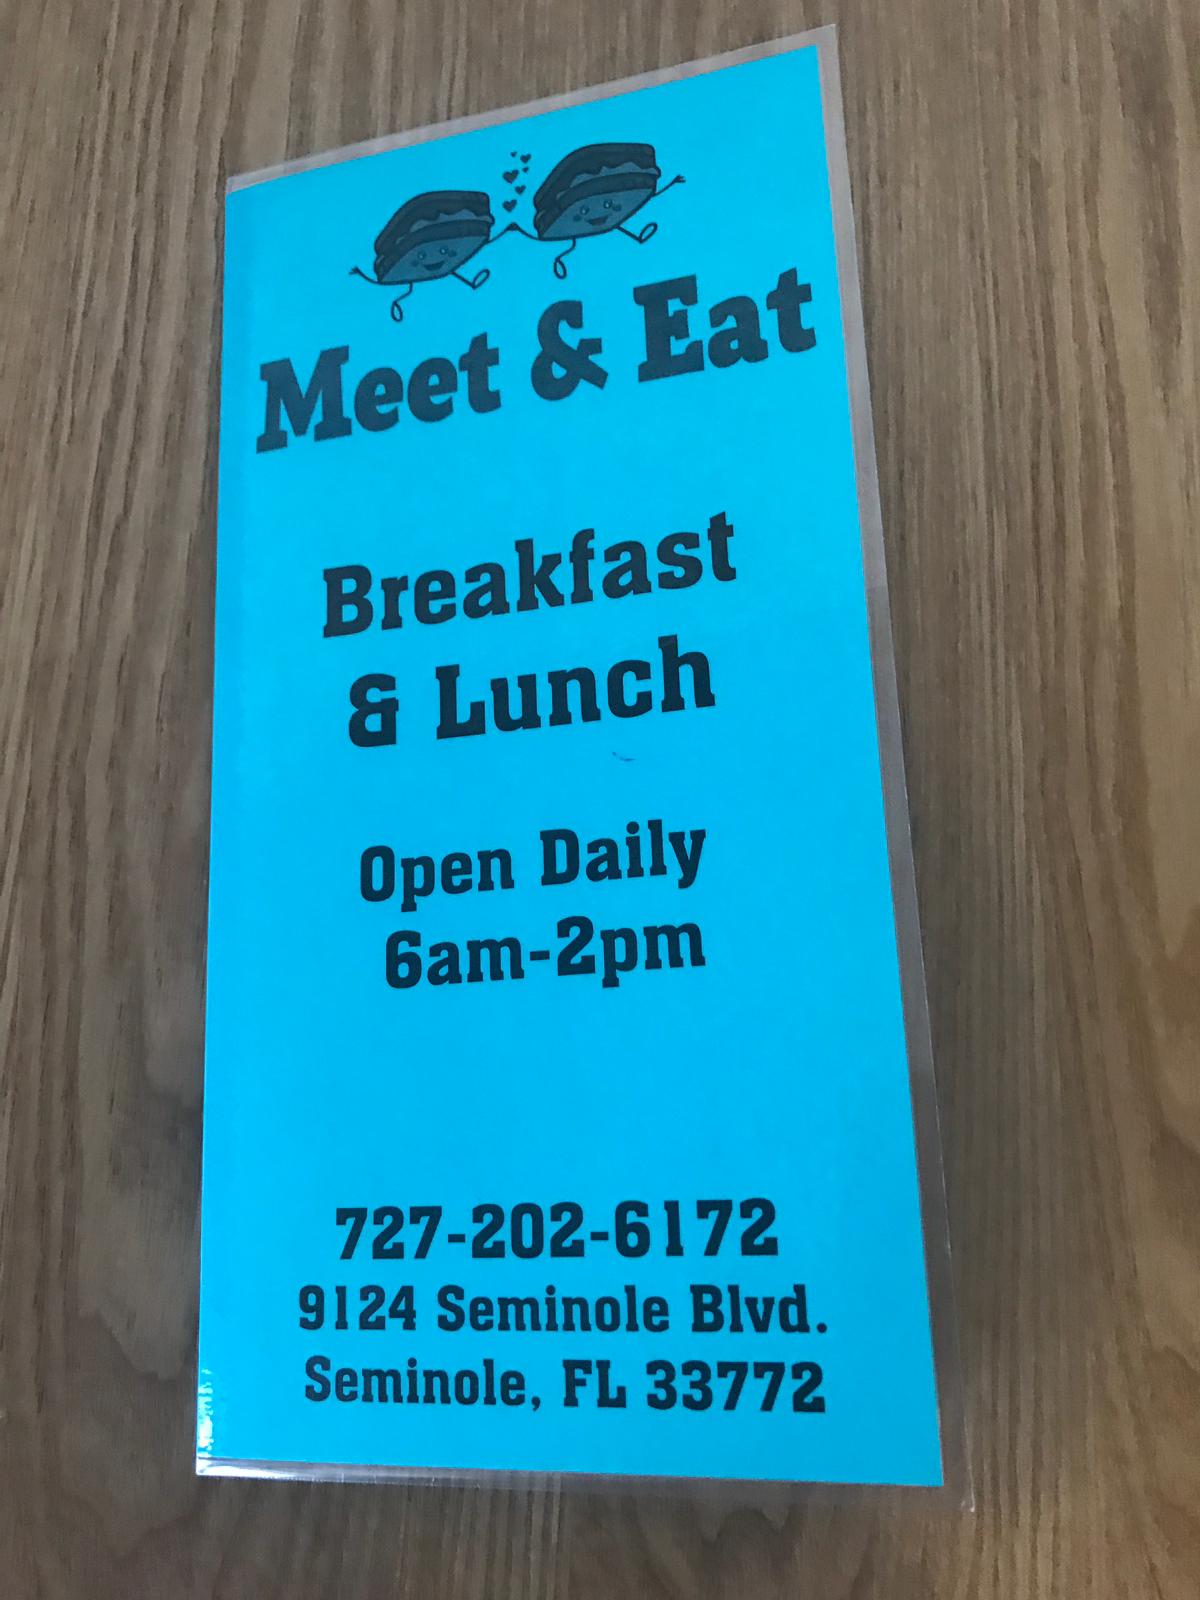 Meet & Eat
Breakfast
& Lunch
Open Daily
6am-2pm
727-202-6172
9124 Seminole Blvd.
Seminole, FL 33772